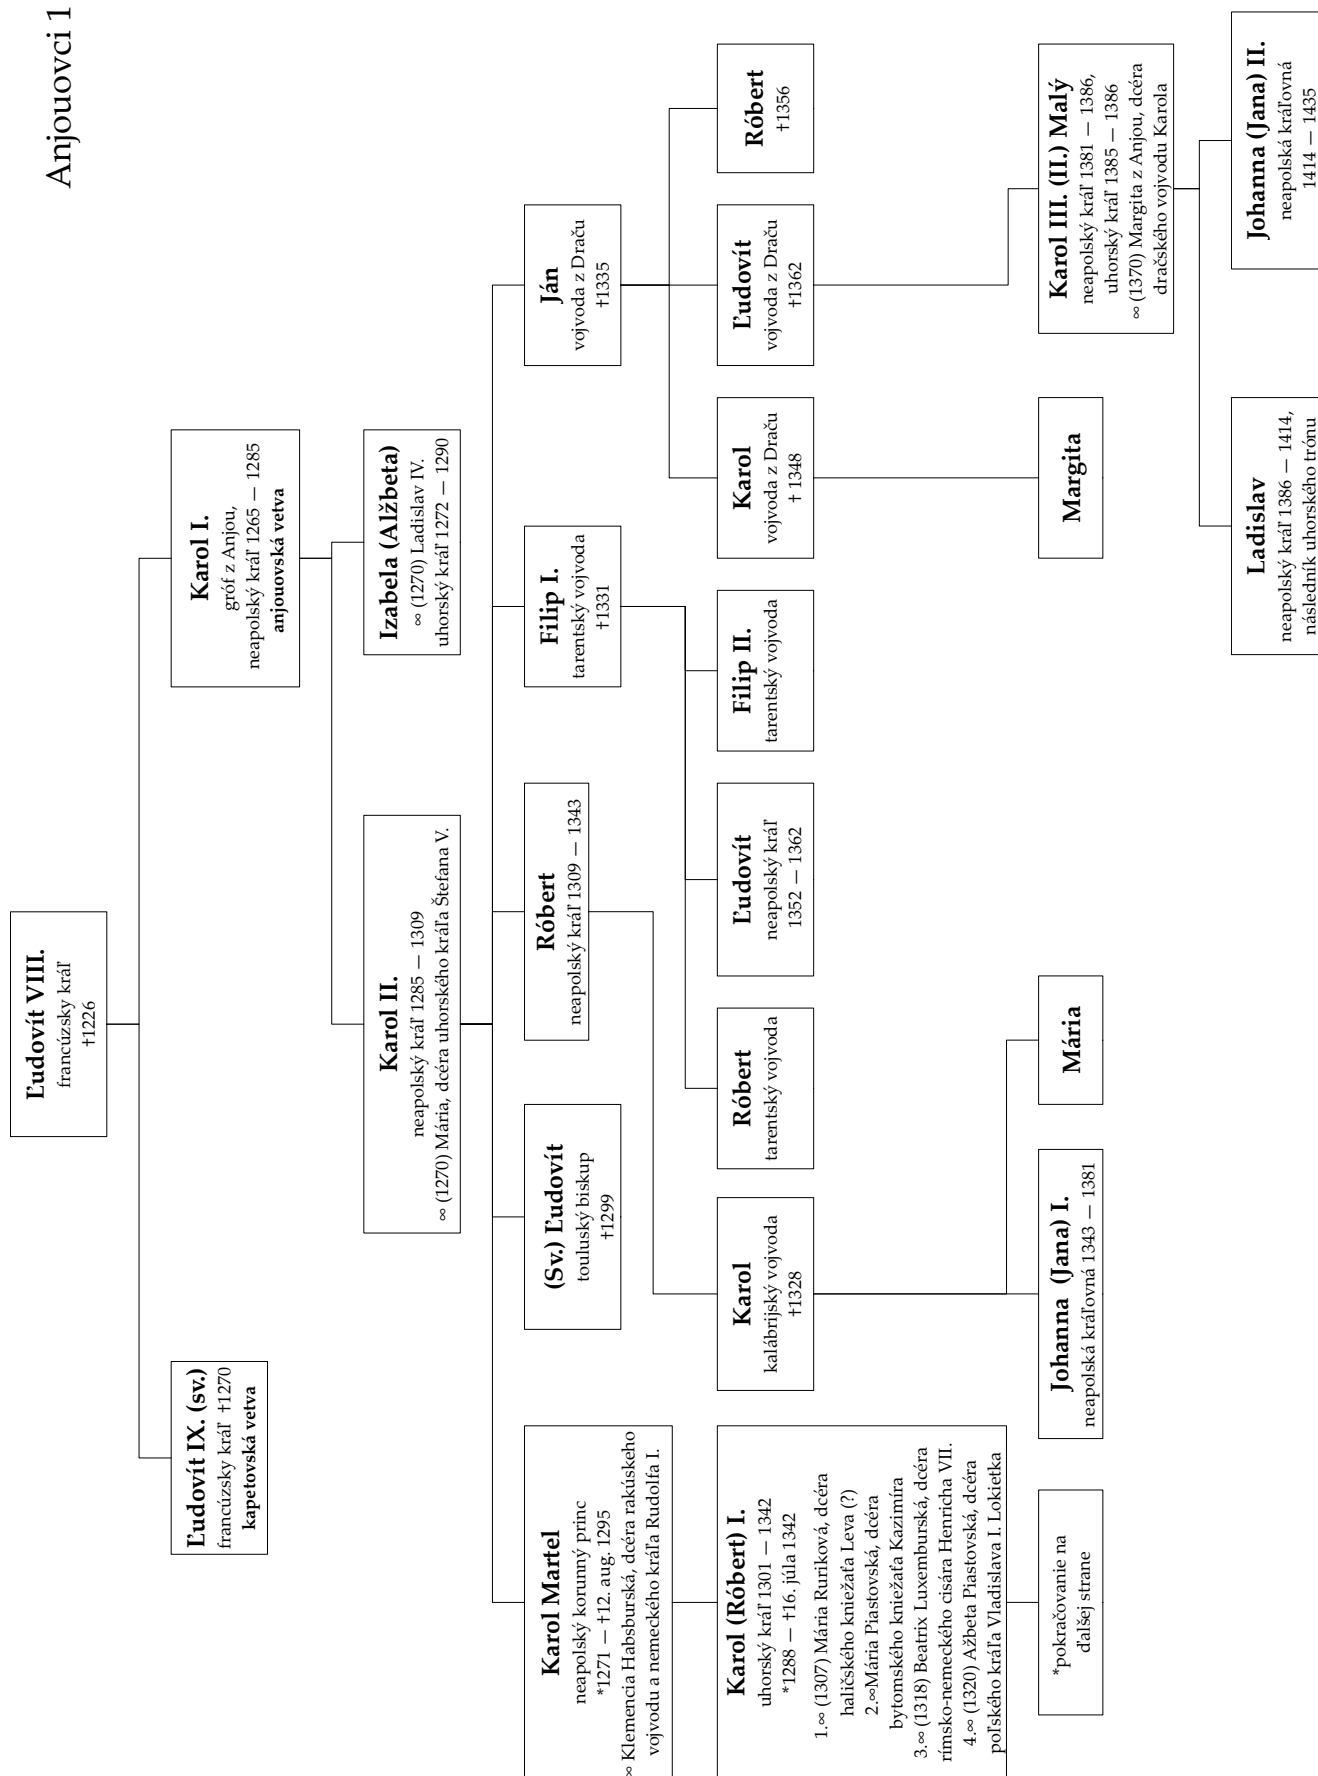 Anjouovci 1
Ľudovít VIII.
francúzsky kráľ
†1226
Ľudovít IX. (sv.)
francúzsky kráľ †1270
kapetovská vetva
Karol I.
gróf z Anjou,
neapolský kráľ 1265 — 1285
anjouovská vetva
Karol II.
neapolský kráľ 1285 — 1309
∞ (1270) Mária, dcéra uhorského kráľa Štefana V.
Izabela (Alžbeta)
∞ (1270) Ladislav IV.
uhorský kráľ 1272 — 1290
Karol Martel
neapolský korunný princ
*1271 — †12. aug. 1295
∞ Klemencia Habsburská, dcéra rakúskeho
vojvodu a nemeckého kráľa Rudolfa I.
(Sv.) Ľudovít
touluský biskup
†1299
Róbert
neapolský kráľ 1309 — 1343
Filip I.
tarentský vojvoda
†1331
Ján
vojvoda z Draču
†1335
Karol (Róbert) I.
uhorský kráľ 1301 — 1342
*1288 — †16. júla 1342
1.∞ (1307) Mária Ruriková, dcéra
haličského kniežaťa Leva (?)
2.∞Mária Piastovská, dcéra
bytomského kniežaťa Kazimíra
3.∞ (1318) Beatrix Luxemburská, dcéra
rímsko-nemeckého cisára Henricha VII.
4.∞ (1320) Ažbeta Piastovská, dcéra
poľského kráľa Vladislava I. Lokietka
Karol
kalábrijský vojvoda
†1328
Róbert
tarentský vojvoda
Ľudovít
neapolský kráľ
1352 — 1362
Filip II.
tarentský vojvoda
Karol
vojvoda z Draču
† 1348
Ľudovít
vojvoda z Draču
†1362
Róbert
†1356
*pokračovanie na
ďalšej strane
Johanna (Jana) I.
neapolská kráľovná 1343 — 1381
Mária
Margita
Karol III. (II.) Malý
neapolský kráľ 1381 — 1386,
uhorský kráľ 1385 — 1386
∞ (1370) Margita z Anjou, dcéra
dračského vojvodu Karola
Ladislav
neapolský kráľ 1386 — 1414,
následník uhorského trónu
Johanna (Jana) II.
neapolská kráľovná
1414 — 1435